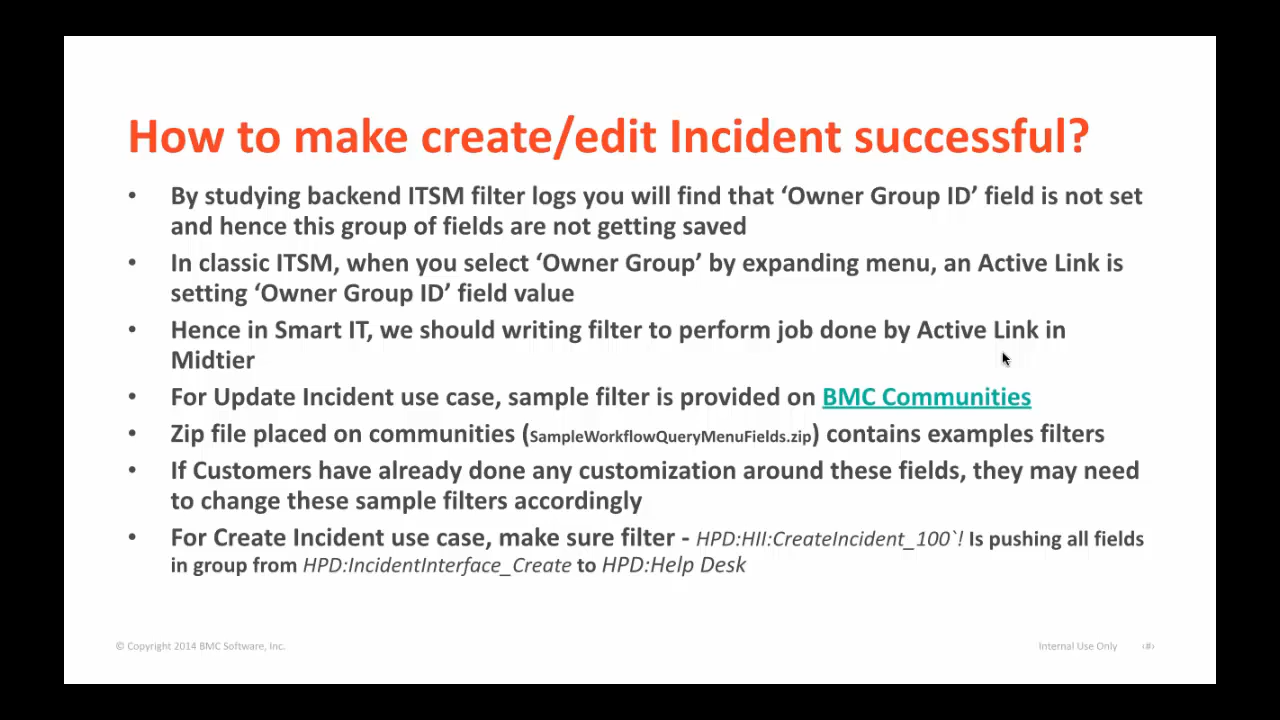 How to make create/edit Incident successful?
• By studying backend ITSM filter logs you will find that ‘Owner Group ID’ field is not set
and hence this group of fields are not getting saved
• In classic ITSM, when you select ‘Owner Group’ by expanding menu, an Active Link is
setting ‘Owner Group ID’ field value
• Hence in Smart IT, we should writing filter to perform job done by Active Link in
Midtier
• For Update Incident use case, sample filter is provided on BMC Communities
• Zip file placed on communities (SampleWorkflowQueryMenuFields.zip) contains examples filters
• If Customers have already done any customization around these fields, they may need
to change these sample filters accordingly
• For Create Incident use case, make sure filter - HPD:HII:CreateIncident_100`! Is pushing all fields
in group from HPD:IncidentInterface_Create to HPD:Help Desk
© Copyright 2014 BMC Software, Inc.
Internal Use Only ‹#›